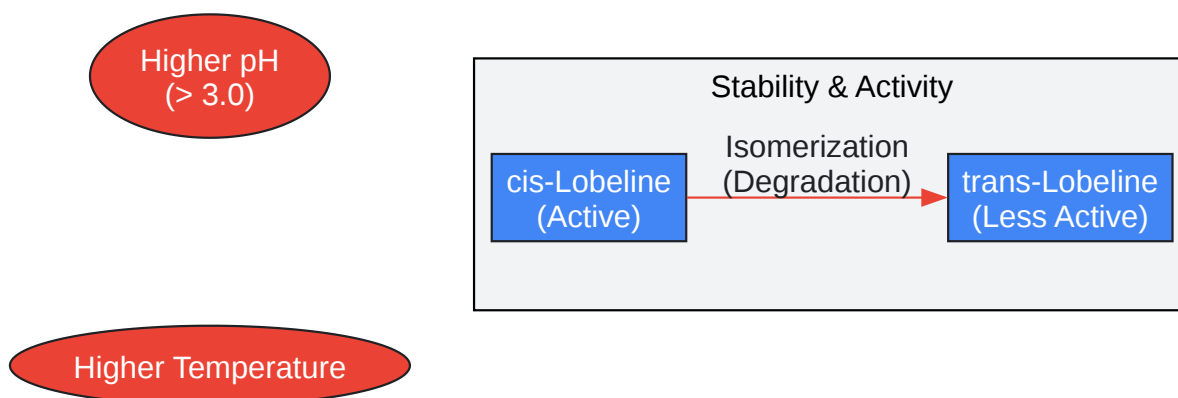 Higher pH
(> 3.0)
Stability & Activity
Isomerization
(Degradation)
cis-Lobeline
(Active)
trans-Lobeline
(Less Active)
Higher Temperature